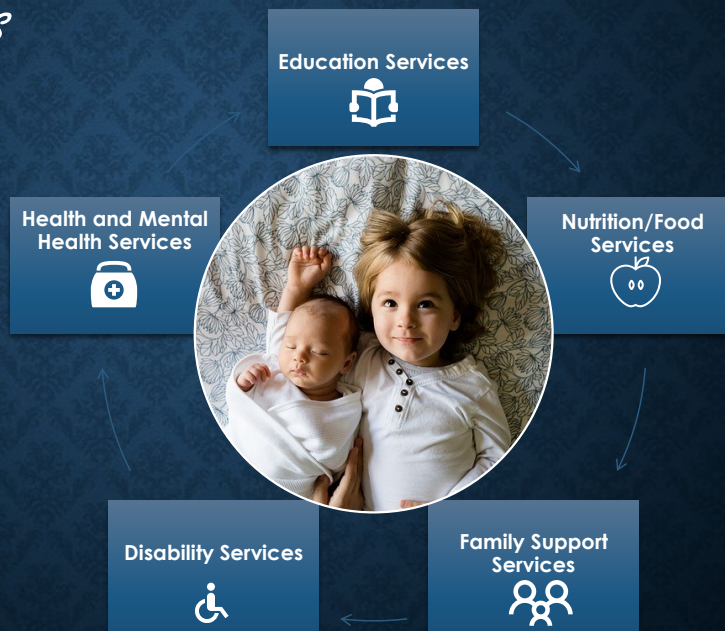 Education Services
Health and Mental
Health Services
Nutrition/Food
Services
Disability Services
Family Support
Services